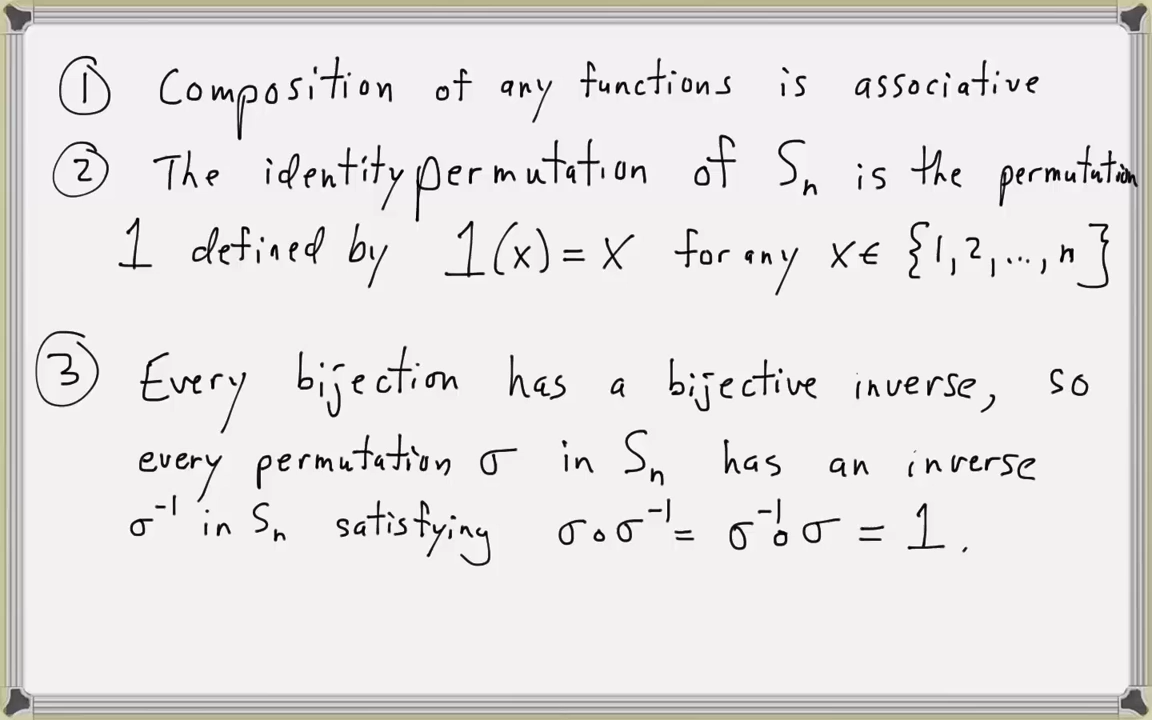 ① Composition of any functions is associative
② The identity permutation of Sₙ is the permutation
1 defined by 1(x) = x for any x ∈ {1, 2, ..., n}
③ Every bijection has a bijective inverse, so
every permutation σ in Sₙ has an inverse
σ⁻¹ in Sₙ satisfying σ∘σ⁻¹ = σ⁻¹∘σ = 1.